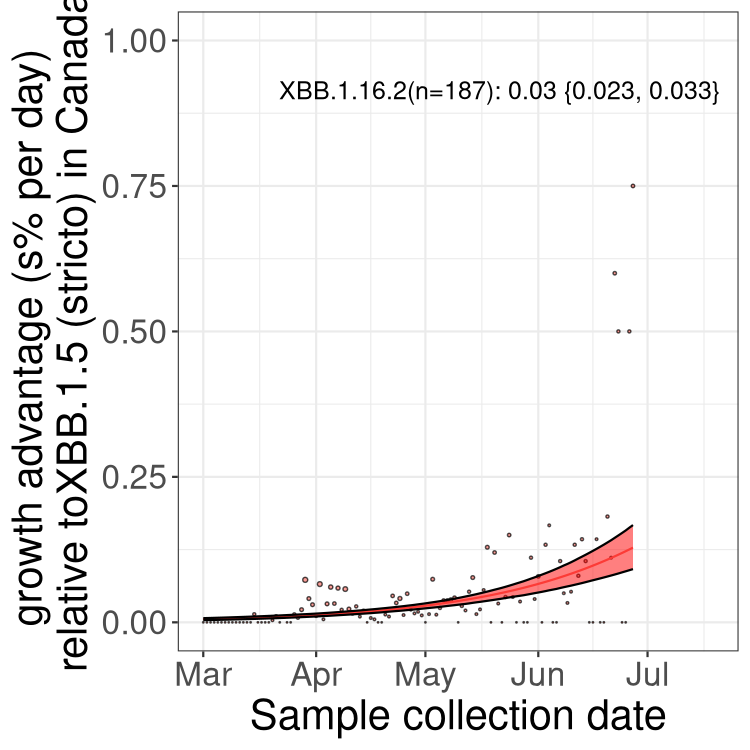 growth advantage (s% per day)
relative toXBB.1.5 (stricto) in Canada
1.00
0.75
0.50
0.25
0.00
XBB.1.16.2(n=187): 0.03 {0.023, 0.033}
Mar Apr May Jun Jul
Sample collection date